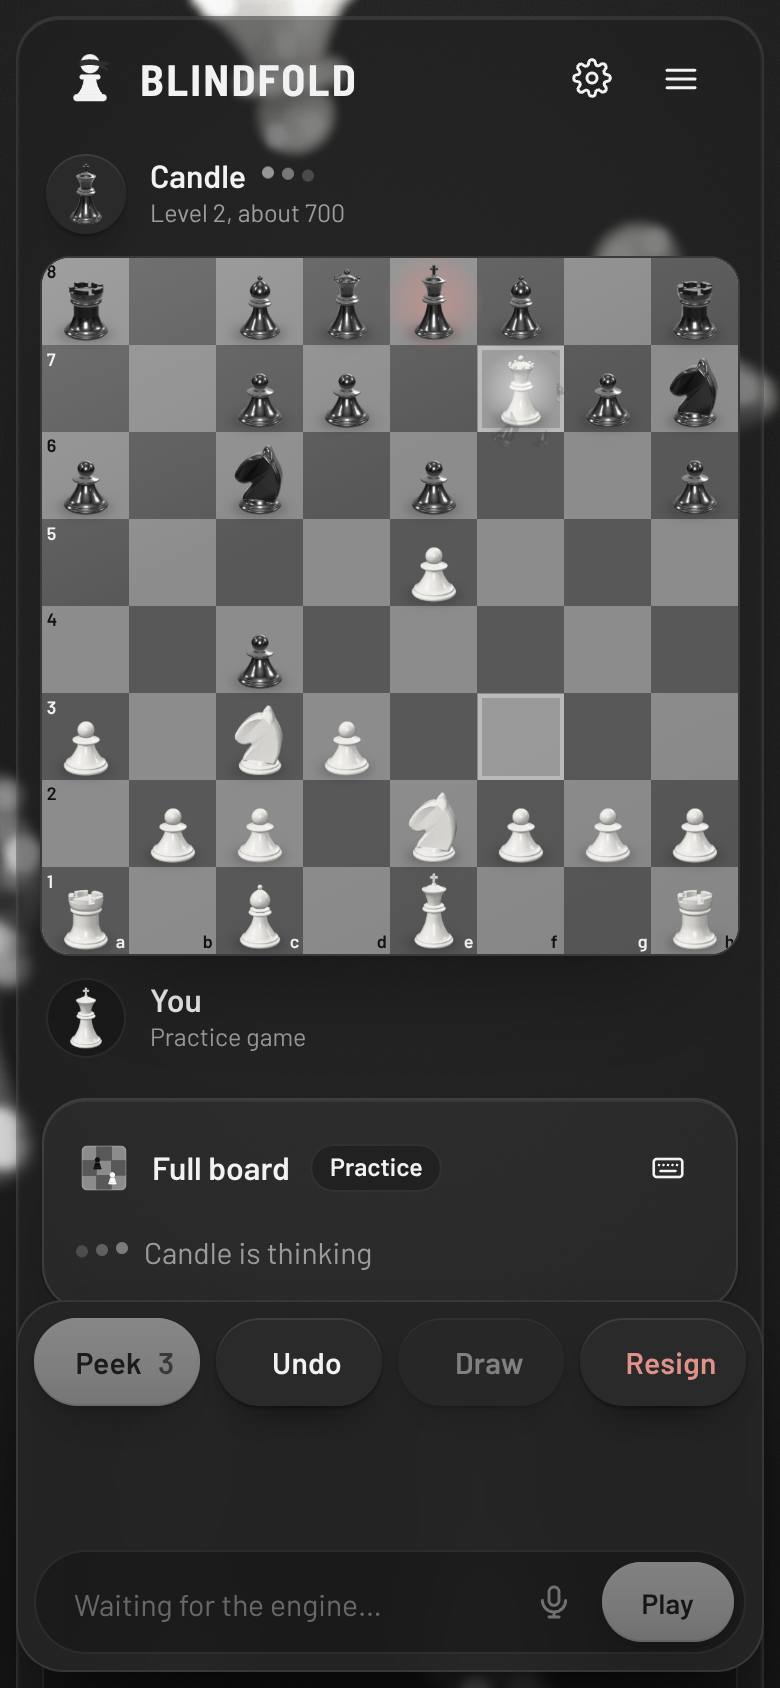 BLINDFOLD
Candle
Level 2, about 700
8
7
6
5
4
3
2
1
a b c d e f g h
You
Practice game
Full board Practice
Candle is thinking
Peek 3 Undo Draw Resign
Waiting for the engine... Play